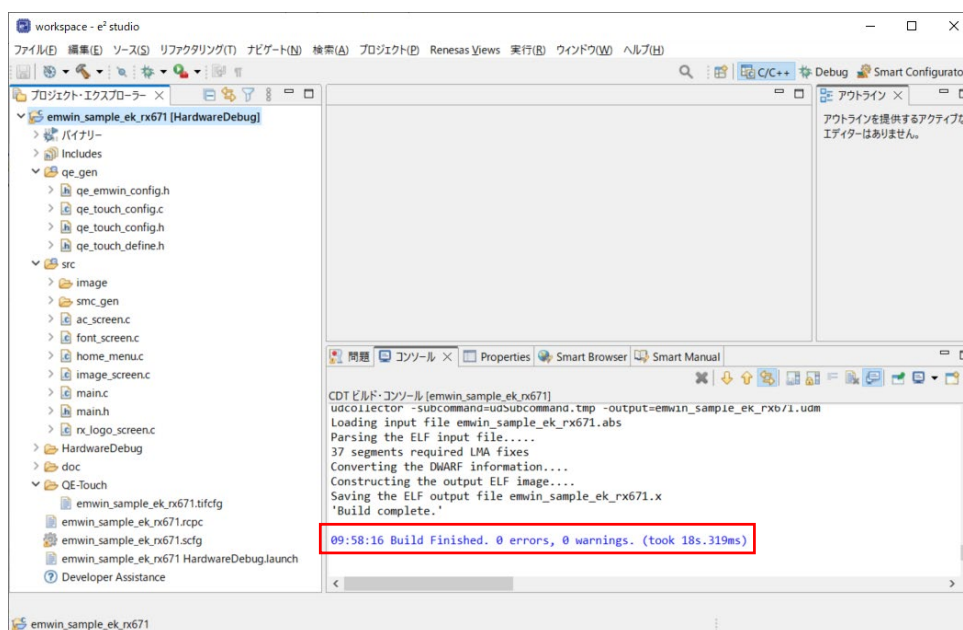 workspace - e² studio
ファイル(F) 編集(E) ソース(S) リファクタリング(T) ナビゲート(N) 検索(A) プロジェクト(P) Renesas Views 実行(R) ウィンドウ(W) ヘルプ(H)
C/C++ Debug Smart Configurato
プロジェクト・エクスプローラー
emwin_sample_ek_rx671 [HardwareDebug]
バイナリー
Includes
qe_gen
qe_emwin_config.h
qe_touch_config.c
qe_touch_config.h
qe_touch_define.h
src
image
smc_gen
ac_screen.c
font_screen.c
home_menu.c
image_screen.c
main.c
main.h
rx_logo_screen.c
HardwareDebug
doc
QE-Touch
emwin_sample_ek_rx671.tifcfg
emwin_sample_ek_rx671.rcpc
emwin_sample_ek_rx671.scfg
emwin_sample_ek_rx671 HardwareDebug.launch
Developer Assistance
アウトライン
アウトラインを提供するアクティブな
エディターはありません。
問題 コンソール Properties Smart Browser Smart Manual
CDT ビルド・コンソール [emwin_sample_ek_rx671]
udcollector -subcommand=udSubcommand.tmp -output=emwin_sample_ek_rx671.udm
Loading input file emwin_sample_ek_rx671.abs
Parsing the ELF input file.....
37 segments required LMA fixes
Converting the DWARF information....
Constructing the output ELF image....
Saving the ELF output file emwin_sample_ek_rx671.x
'Build complete.'
09:58:16 Build Finished. 0 errors, 0 warnings. (took 18s.319ms)
emwin_sample_ek_rx671